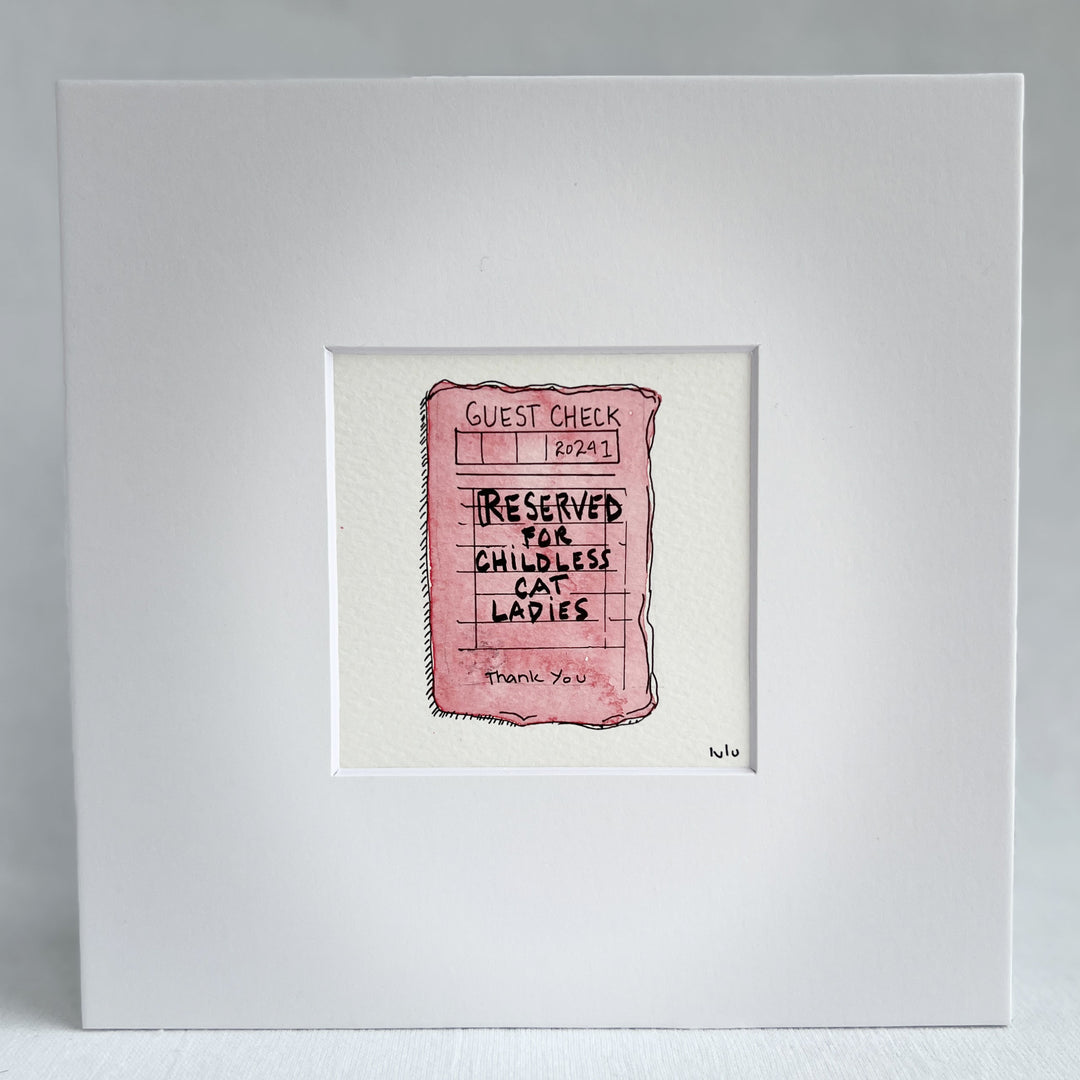 GUEST CHECK
20241
RESERVED
FOR
CHILDLESS
CAT
LADiES
Thank You
lulu